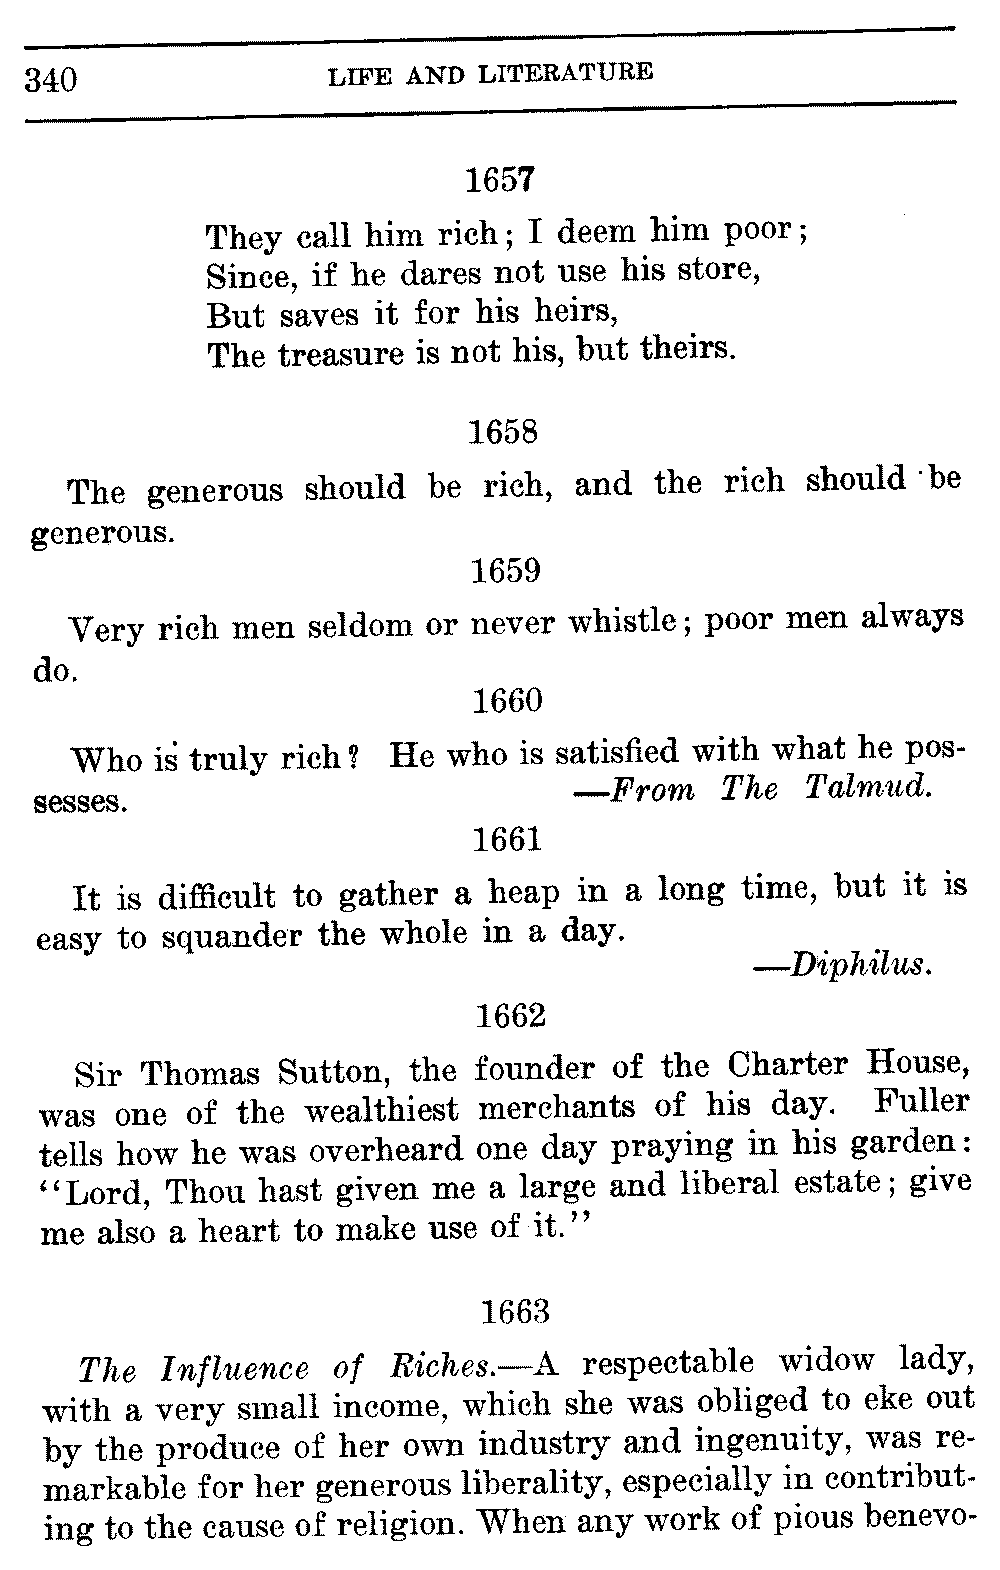 340 LIFE AND LITERATURE
1657
They call him rich; I deem him poor;
Since, if he dares not use his store,
But saves it for his heirs,
The treasure is not his, but theirs.
1658
The generous should be rich, and the rich should be
generous.
1659
Very rich men seldom or never whistle; poor men always
do.
1660
Who is truly rich? He who is satisfied with what he pos-
sesses. —From The Talmud.
1661
It is difficult to gather a heap in a long time, but it is
easy to squander the whole in a day.
—Diphilus.
1662
Sir Thomas Sutton, the founder of the Charter House,
was one of the wealthiest merchants of his day. Fuller
tells how he was overheard one day praying in his garden:
"Lord, Thou hast given me a large and liberal estate; give
me also a heart to make use of it."
1663
The Influence of Riches.—A respectable widow lady,
with a very small income, which she was obliged to eke out
by the produce of her own industry and ingenuity, was re-
markable for her generous liberality, especially in contribut-
ing to the cause of religion. When any work of pious benevo-